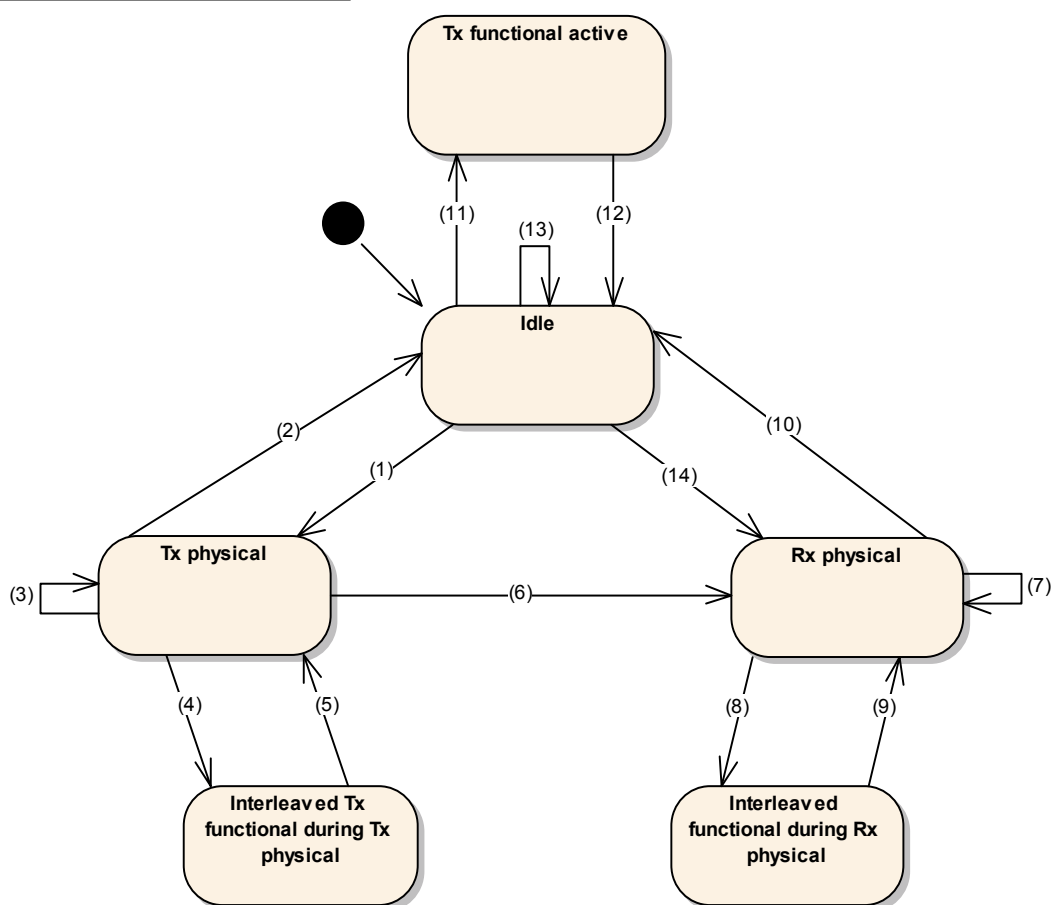 Tx functional active
(11)
(12)
(13)
Idle
(2)
(10)
(1)
(14)
Tx physical
Rx physical
(3)
(6)
(7)
(4)
(5)
(8)
(9)
Interleaved Tx
functional during Tx
physical
Interleaved
functional during Rx
physical